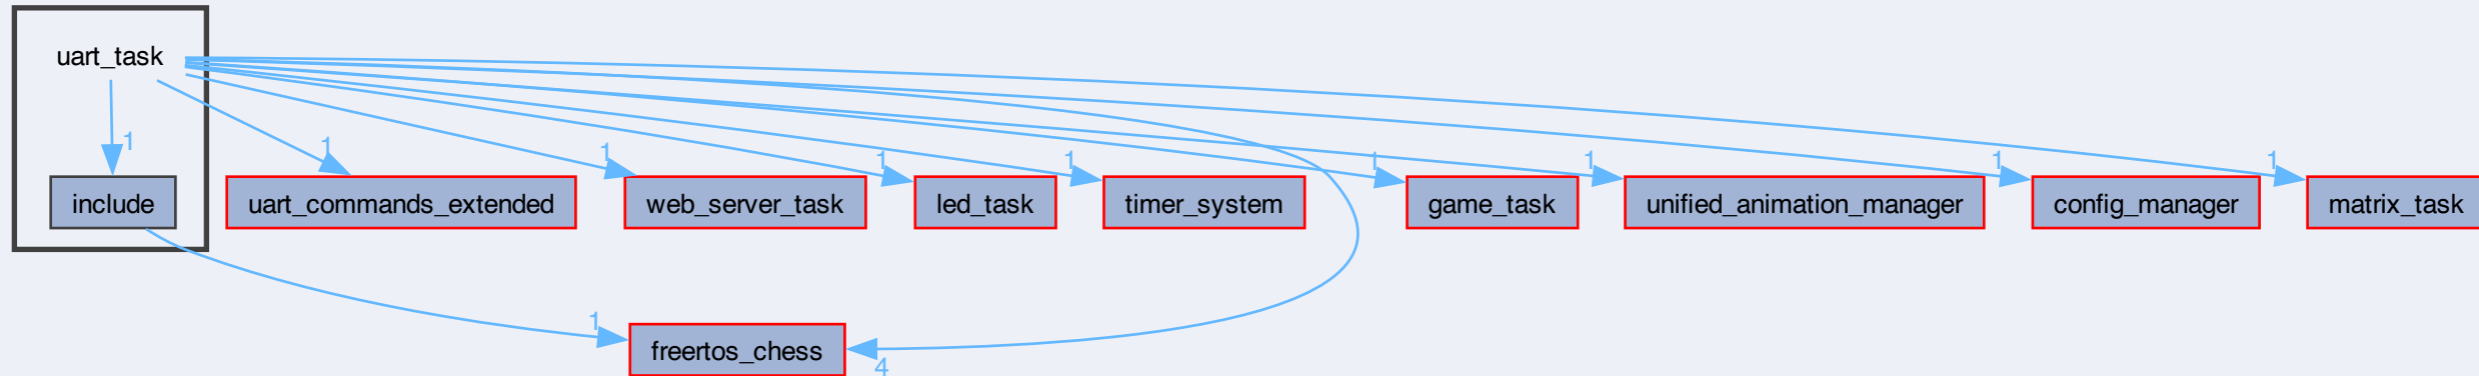 uart_task
1
1
1
1
1
1
1
1
1
include
uart_commands_extended
web_server_task
led_task
timer_system
game_task
unified_animation_manager
config_manager
matrix_task
1
freertos_chess
4